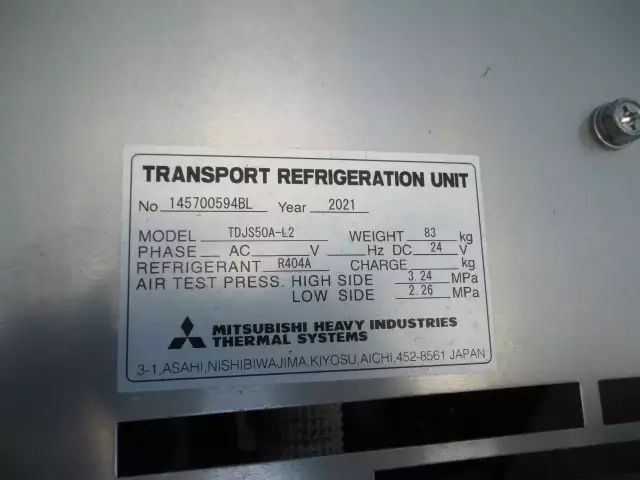 TRANSPORT REFRIGERATION UNIT
No. 145700594BL Year 2021
MODEL TDJS50A-L2 WEIGHT 83 kg
PHASE AC V Hz DC 24 V
REFRIGERANT R404A CHARGE kg
AIR TEST PRESS. HIGH SIDE 3.24 MPa
LOW SIDE 2.26 MPa
MITSUBISHI HEAVY INDUSTRIES
THERMAL SYSTEMS
3-1, ASAHI, NISHIBIWAJIMA, KIYOSU, AICHI, 452-8561 JAPAN